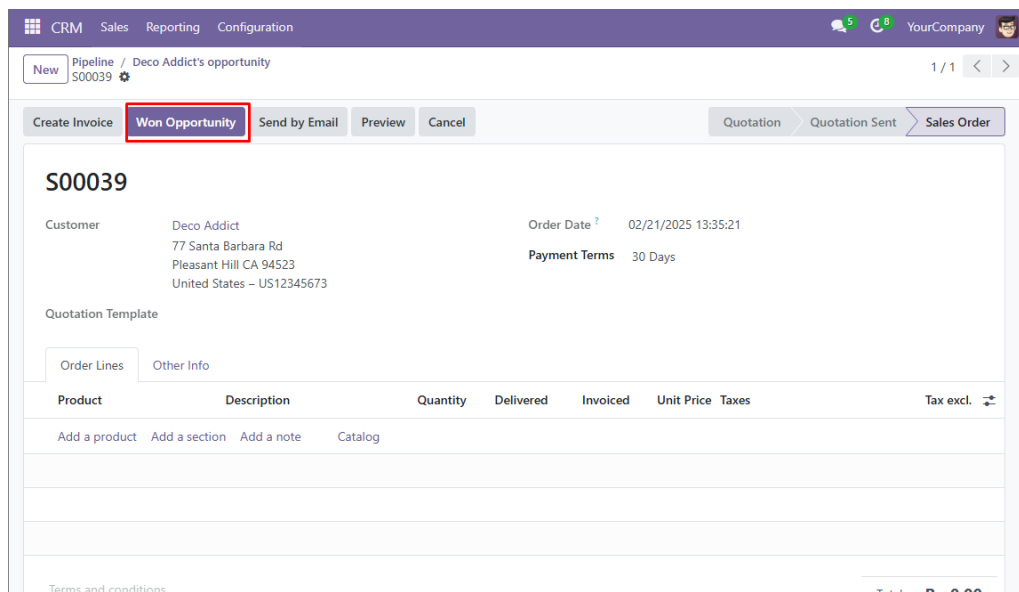 CRM Sales Reporting Configuration 5 8 YourCompany
New Pipeline / Deco Addict's opportunity
S00039 1 / 1
Create Invoice Won Opportunity Send by Email Preview Cancel Quotation Quotation Sent Sales Order
S00039
Customer Deco Addict Order Date ? 02/21/2025 13:35:21
77 Santa Barbara Rd
Payment Terms 30 Days
Pleasant Hill CA 94523
United States – US12345673
Quotation Template
Order Lines Other Info
Product Description Quantity Delivered Invoiced Unit Price Taxes Tax excl.
Add a product Add a section Add a note Catalog
Terms and conditions